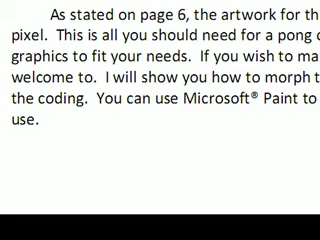 As stated on page 6, the artwork for th
pixel. This is all you should need for a pong
graphics to fit your needs. If you wish to ma
welcome to. I will show you how to morph t
the coding. You can use Microsoft® Paint to
use.